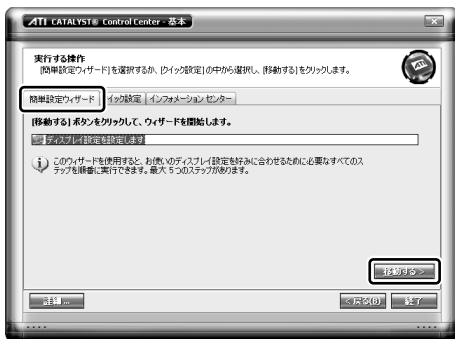 ATI CATALYST® Control Center - 基本
実行する操作
[簡単設定ウィザード]を選択するか、[クイック設定]の中から選択し、[移動する]をクリックします。
簡単設定ウィザード イック設定 インフォメーション センター
[移動する] ボタンをクリックして、ウィザードを開始します。
ディスプレイ設定を設定します
このウィザードを使用すると、お使いのディスプレイ設定を好みに合わせるために必要なすべてのス
テップを順番に実行できます。最大 5 つのステップがあります。
移動する >
詳細... < 戻る(B) 終了